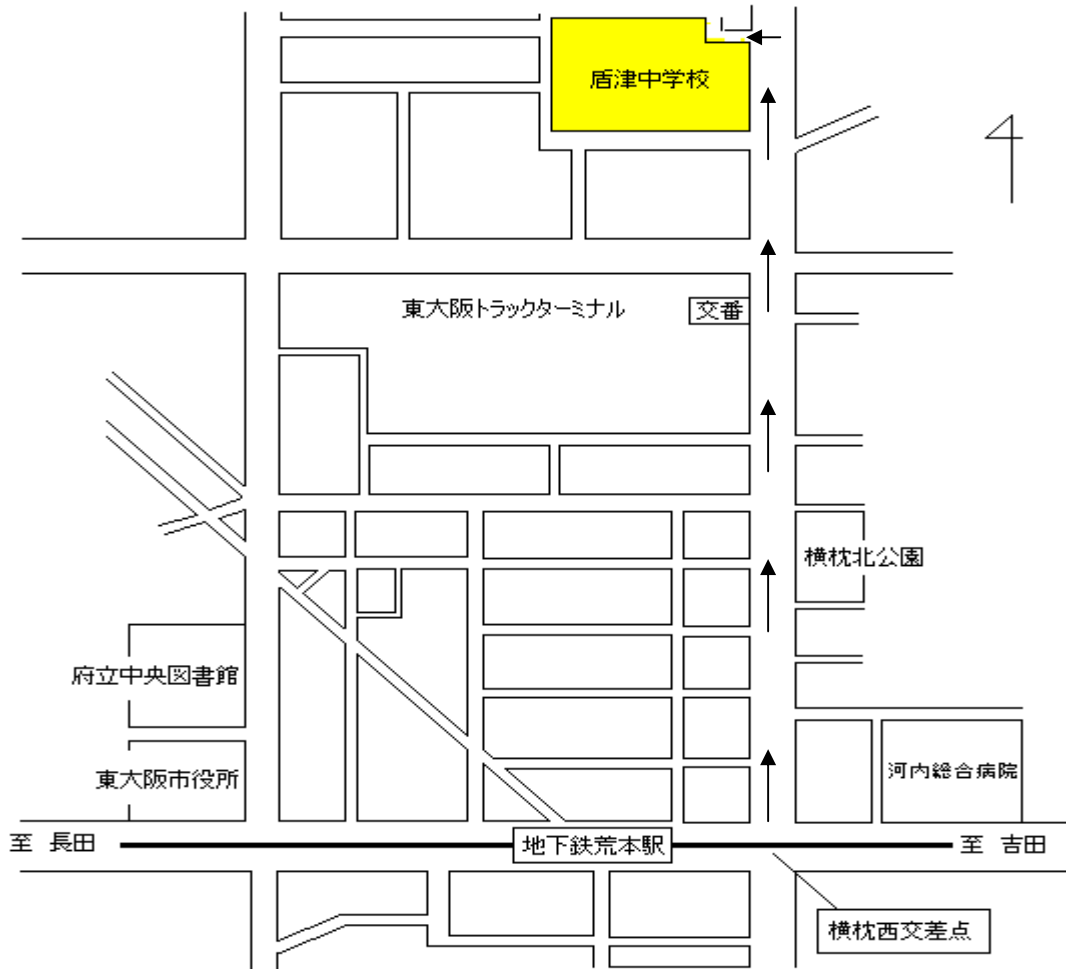 盾津中学校
東大阪トラックターミナル
交番
横枕北公園
府立中央図書館
東大阪市役所
河内総合病院
至 長田
地下鉄荒本駅
至 吉田
横枕西交差点